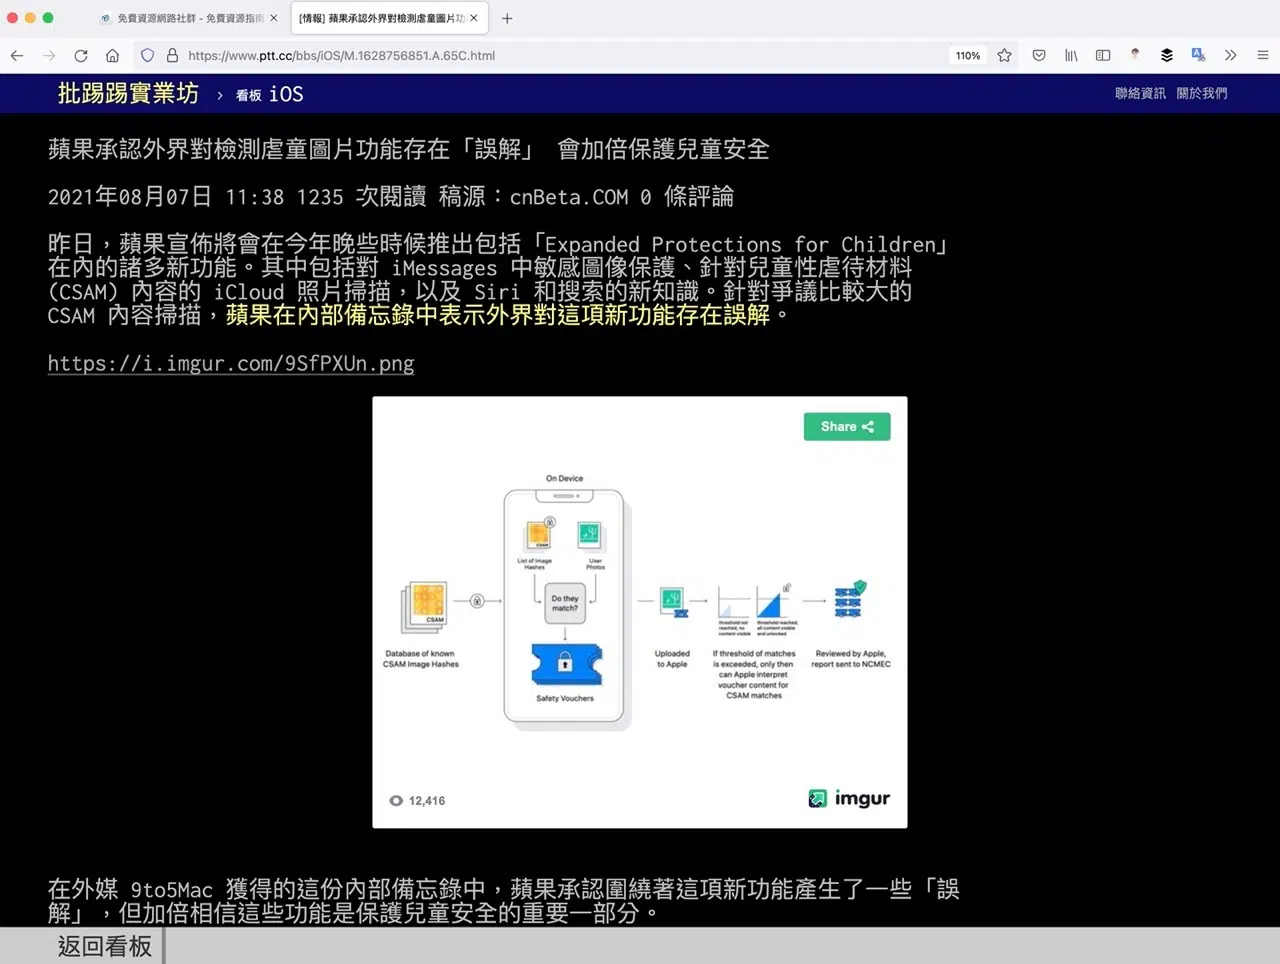 免費資源網路社群 - 免費資源指南
[情報] 蘋果承認外界對檢測虐童圖片功
https://www.ptt.cc/bbs/iOS/M.1628756851.A.65C.html
110%
批踢踢實業坊 › 看板 iOS
聯絡資訊 關於我們
蘋果承認外界對檢測虐童圖片功能存在「誤解」 會加倍保護兒童安全
2021年08月07日 11:38 1235 次閱讀 稿源：cnBeta.COM 0 條評論
昨日，蘋果宣佈將會在今年晚些時候推出包括「Expanded Protections for Children」
在內的諸多新功能。其中包括對 iMessages 中敏感圖像保護、針對兒童性虐待材料
(CSAM) 內容的 iCloud 照片掃描，以及 Siri 和搜索的新知識。針對爭議比較大的
CSAM 內容掃描，蘋果在內部備忘錄中表示外界對這項新功能存在誤解。
https://i.imgur.com/9SfPXUn.png
Share
On Device
CSAM
List of Image
Hashes
User
Photos
Do they
match?
Safety Vouchers
CSAM
Database of known
CSAM Image Hashes
Uploaded
to Apple
threshold not
reached, no
content visible
threshold reached,
all content visible
and unlocked
If threshold of matches
is exceeded, only then
can Apple interpret
voucher content for
CSAM matches
Reviewed by Apple,
report sent to NCMEC
12,416
imgur
在外媒 9to5Mac 獲得的這份內部備忘錄中，蘋果承認圍繞著這項新功能產生了一些「誤
解」，但加倍相信這些功能是保護兒童安全的重要一部分。
返回看板